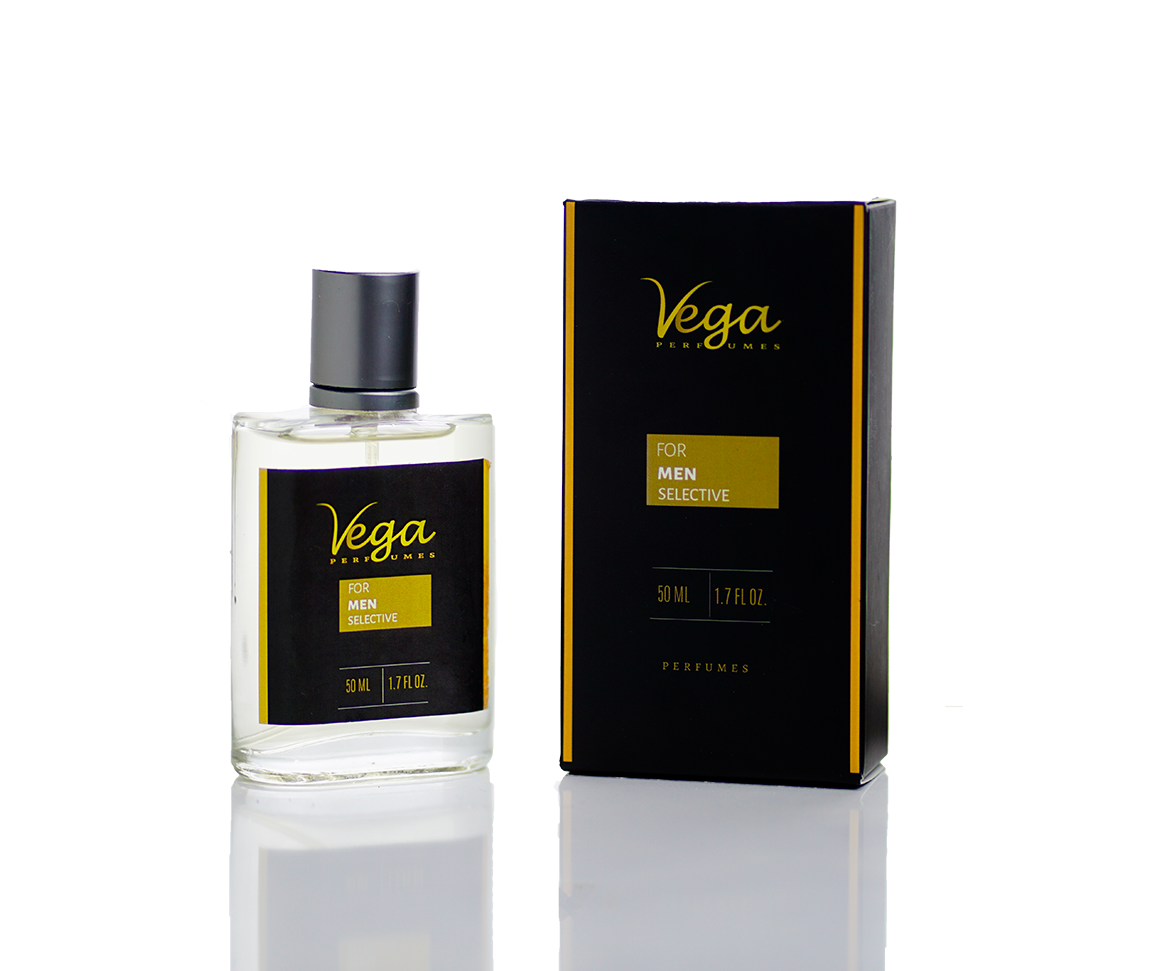 Vega
PERFUMES
FOR
MEN
SELECTIVE
50 ML 1.7 FL OZ.
Vega
PERFUMES
FOR
MEN
SELECTIVE
50 ML 1.7 FL OZ.
PERFUMES